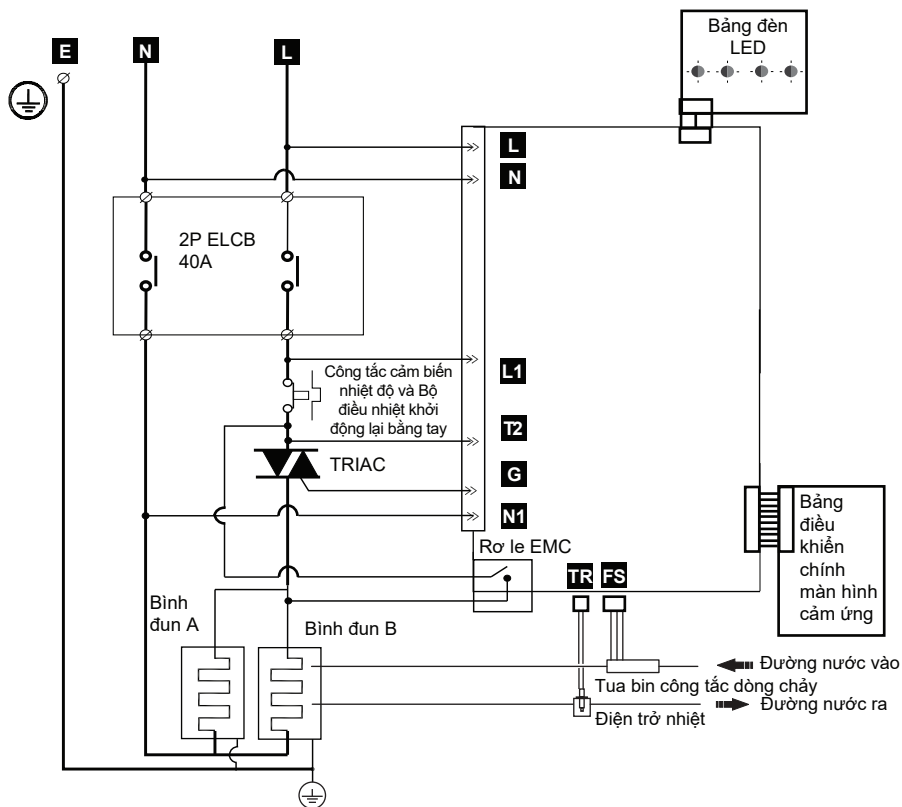 E
N
L
Bảng đèn
LED
L
N
2P ELCB
40A
Công tắc cảm biến
nhiệt độ và Bộ
điều nhiệt khởi
động lại bằng tay
L1
T2
TRIAC
G
N1
Rơ le EMC
TR
FS
Bảng
điều
khiển
chính
màn hình
cảm ứng
Bình
đun A
Bình đun B
Đường nước vào
Tua bin công tắc dòng chảy
Đường nước ra
Điện trở nhiệt